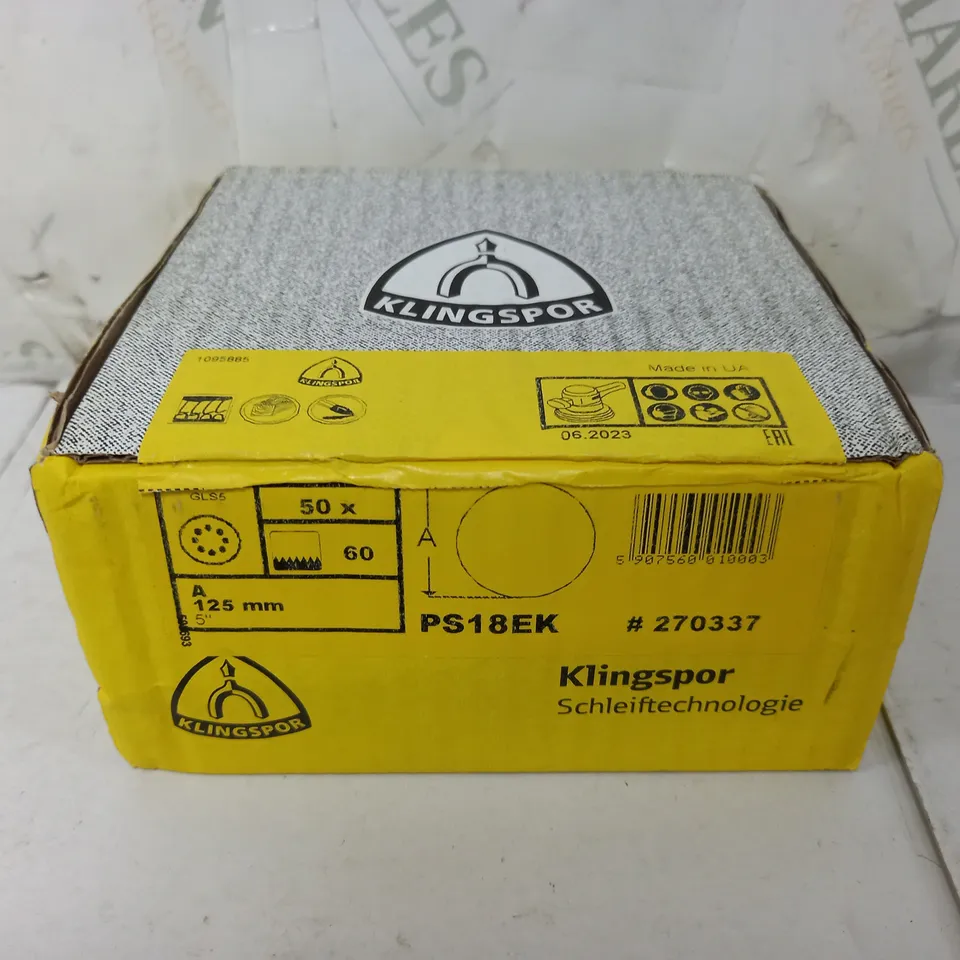 KLINGSPOR
1095885
KLINGSPOR
Made in UA
06.2023
EAC
GLS5
50 x
60
A
125 mm
5"
A
5 907560 010003
PS18EK
# 270337
KLINGSPOR
Klingspor
Schleiftechnologie